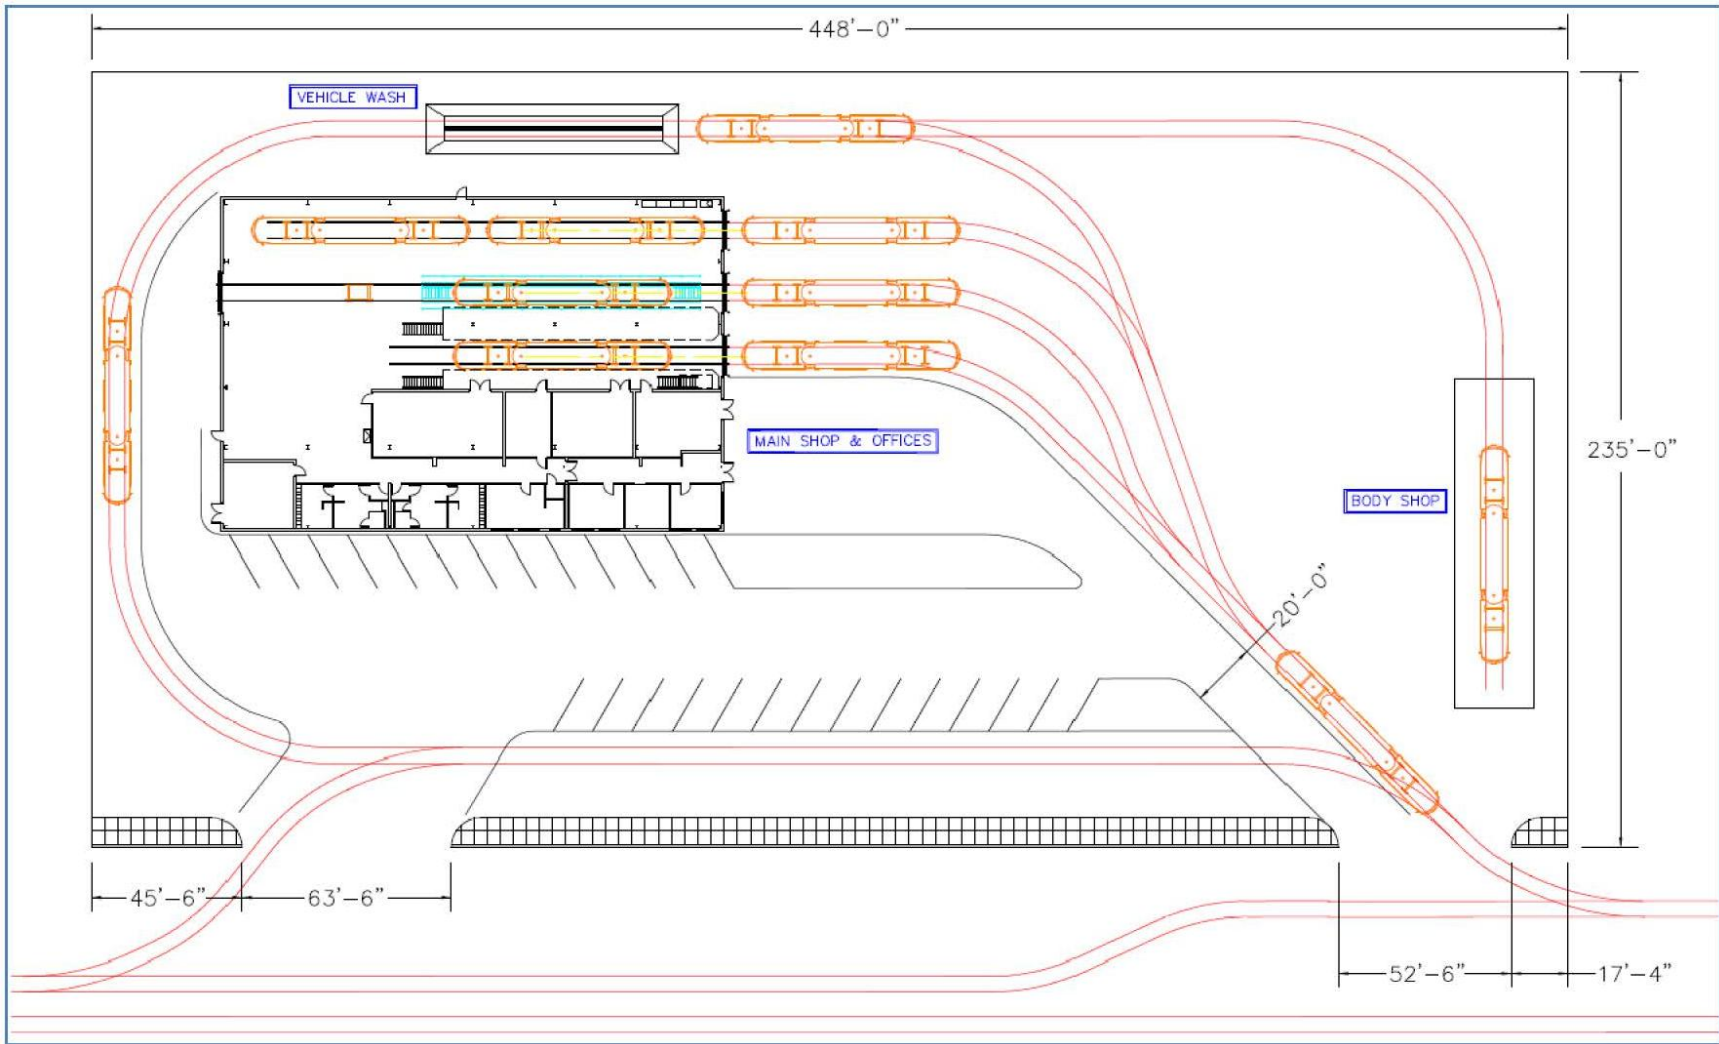 448'-0"
VEHICLE WASH
MAIN SHOP & OFFICES
235'-0"
BODY SHOP
20'-0"
45'-6"
63'-6"
52'-6"
17'-4"